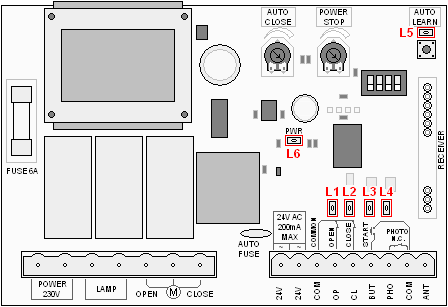 AUTO
CLOSE
POWER
STOP
AUTO
LEARN
L5
FUSE 6A
PWR
L6
RECEIVER
L1 L2 L3 L4
24V AC
200mA
MAX
~ ~
COMMON
OPEN
CLOSE
START
PHOTO
N.C.
AUTO
FUSE
POWER
230V
LAMP
OPEN
M
CLOSE
24V
24V
COM
OP
CL
BUT
PHO
COM
ANT